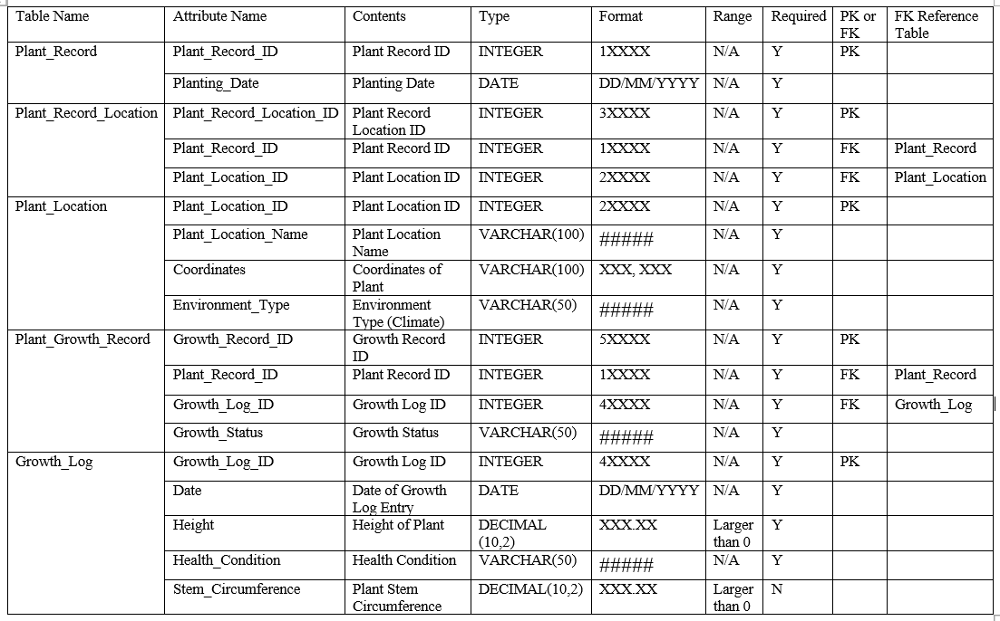 Table Name Attribute Name Contents Type Format Range Required PK or FK FK Reference Table
Plant_Record Plant_Record_ID Plant Record ID INTEGER 1XXXX N/A Y PK
Planting_Date Planting Date DATE DD/MM/YYYY N/A Y
Plant_Record_Location Plant_Record_Location_ID Plant Record Location ID INTEGER 3XXXX N/A Y PK
Plant_Record_ID Plant Record ID INTEGER 1XXXX N/A Y FK Plant_Record
Plant_Location_ID Plant Location ID INTEGER 2XXXX N/A Y FK Plant_Location
Plant_Location Plant_Location_ID Plant Location ID INTEGER 2XXXX N/A Y PK
Plant_Location_Name Plant Location Name VARCHAR(100) ##### N/A Y
Coordinates Coordinates of Plant VARCHAR(100) XXX, XXX N/A Y
Environment_Type Environment Type (Climate) VARCHAR(50) ##### N/A Y
Plant_Growth_Record Growth_Record_ID Growth Record ID INTEGER 5XXXX N/A Y PK
Plant_Record_ID Plant Record ID INTEGER 1XXXX N/A Y FK Plant_Record
Growth_Log_ID Growth Log ID INTEGER 4XXXX N/A Y FK Growth_Log
Growth_Status Growth Status VARCHAR(50) ##### N/A Y
Growth_Log Growth_Log_ID Growth Log ID INTEGER 4XXXX N/A Y PK
Date Date of Growth Log Entry DATE DD/MM/YYYY N/A Y
Height Height of Plant DECIMAL (10,2) XXX.XX Larger than 0 Y
Health_Condition Health Condition VARCHAR(50) ##### N/A Y
Stem_Circumference Plant Stem Circumference DECIMAL(10,2) XXX.XX Larger than 0 N